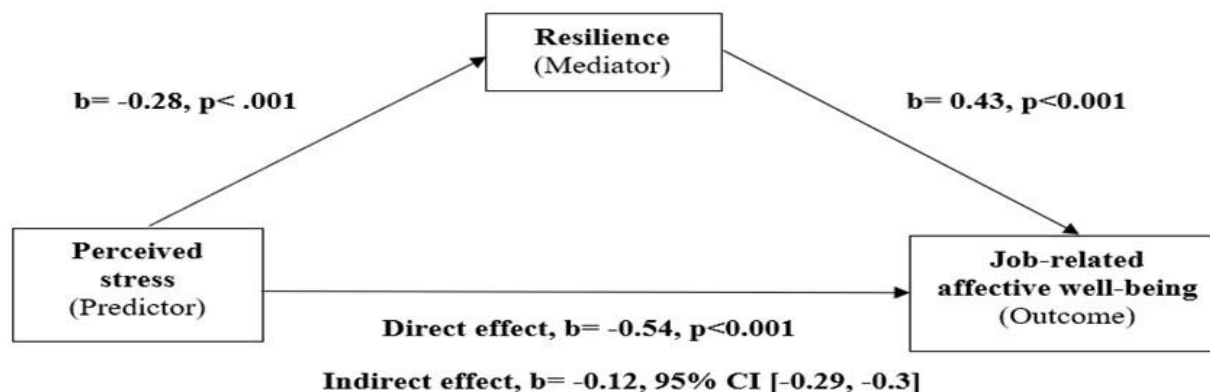 Resilience
(Mediator)
b= -0.28, p< .001
b= 0.43, p<0.001
Perceived
stress
(Predictor)
Job-related
affective well-being
(Outcome)
Direct effect, b= -0.54, p<0.001
Indirect effect, b= -0.12, 95% CI [-0.29, -0.3]